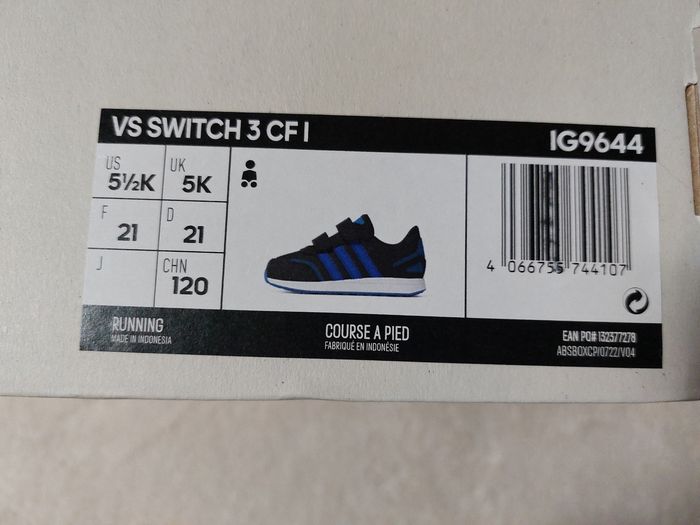 VS SWITCH 3 CF I
IG9644
US
5½K
UK
5K
F
21
D
21
J
CHN
120
4 066755 744107
RUNNING
MADE IN INDONESIA
COURSE A PIED
FABRIQUÉ EN INDONÉSIE
EAN PO# 132377278
ABSBOXCP/0722/V04